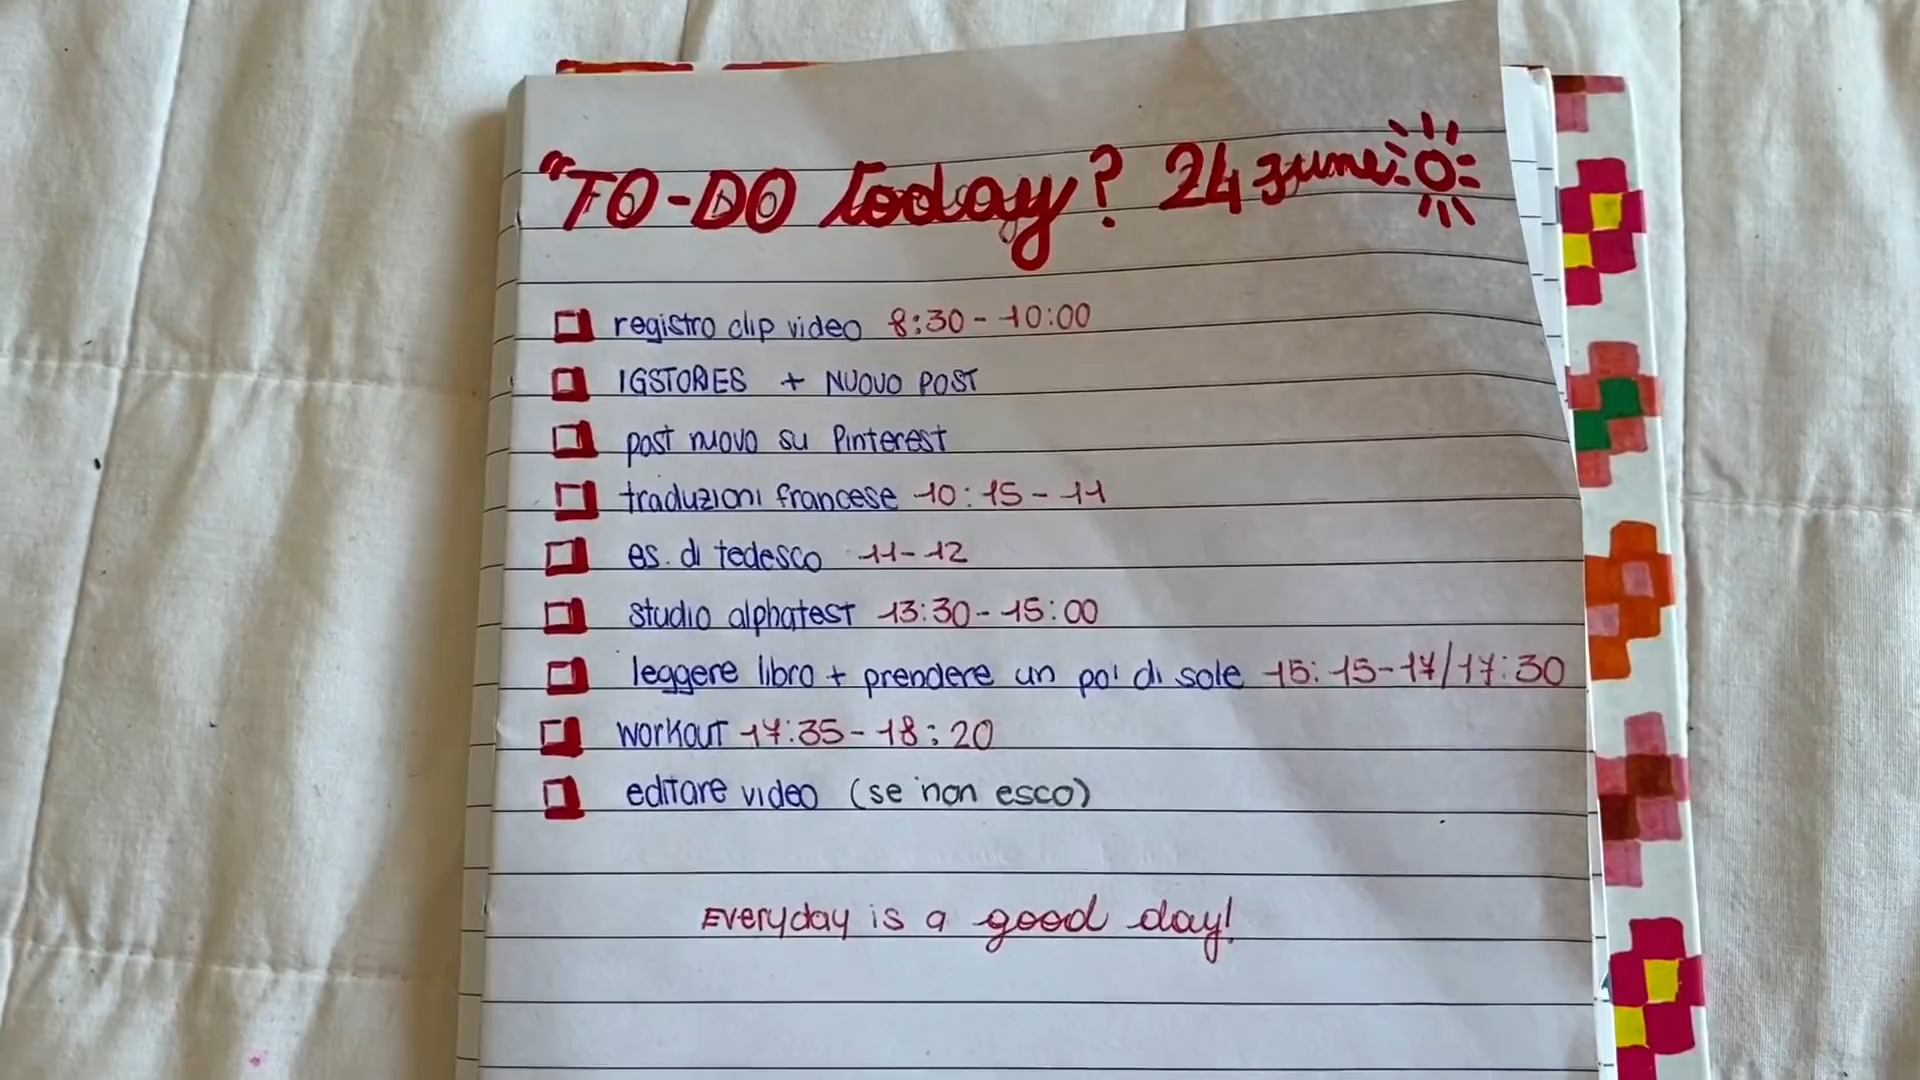 "TO-DO today? 24 june
registro clip video 8:30-10:00
IGSTORIES + NUOVO POST
post nuovo su Pinterest
traduzioni francese 10:15-11
es. di tedesco 11-12
studio alphatest 13:30-15:00
leggere libro + prendere un po' di sole 15:15-17/17:30
workout 17:35-18:20
editare video (se non esco)
Everyday is a good day!